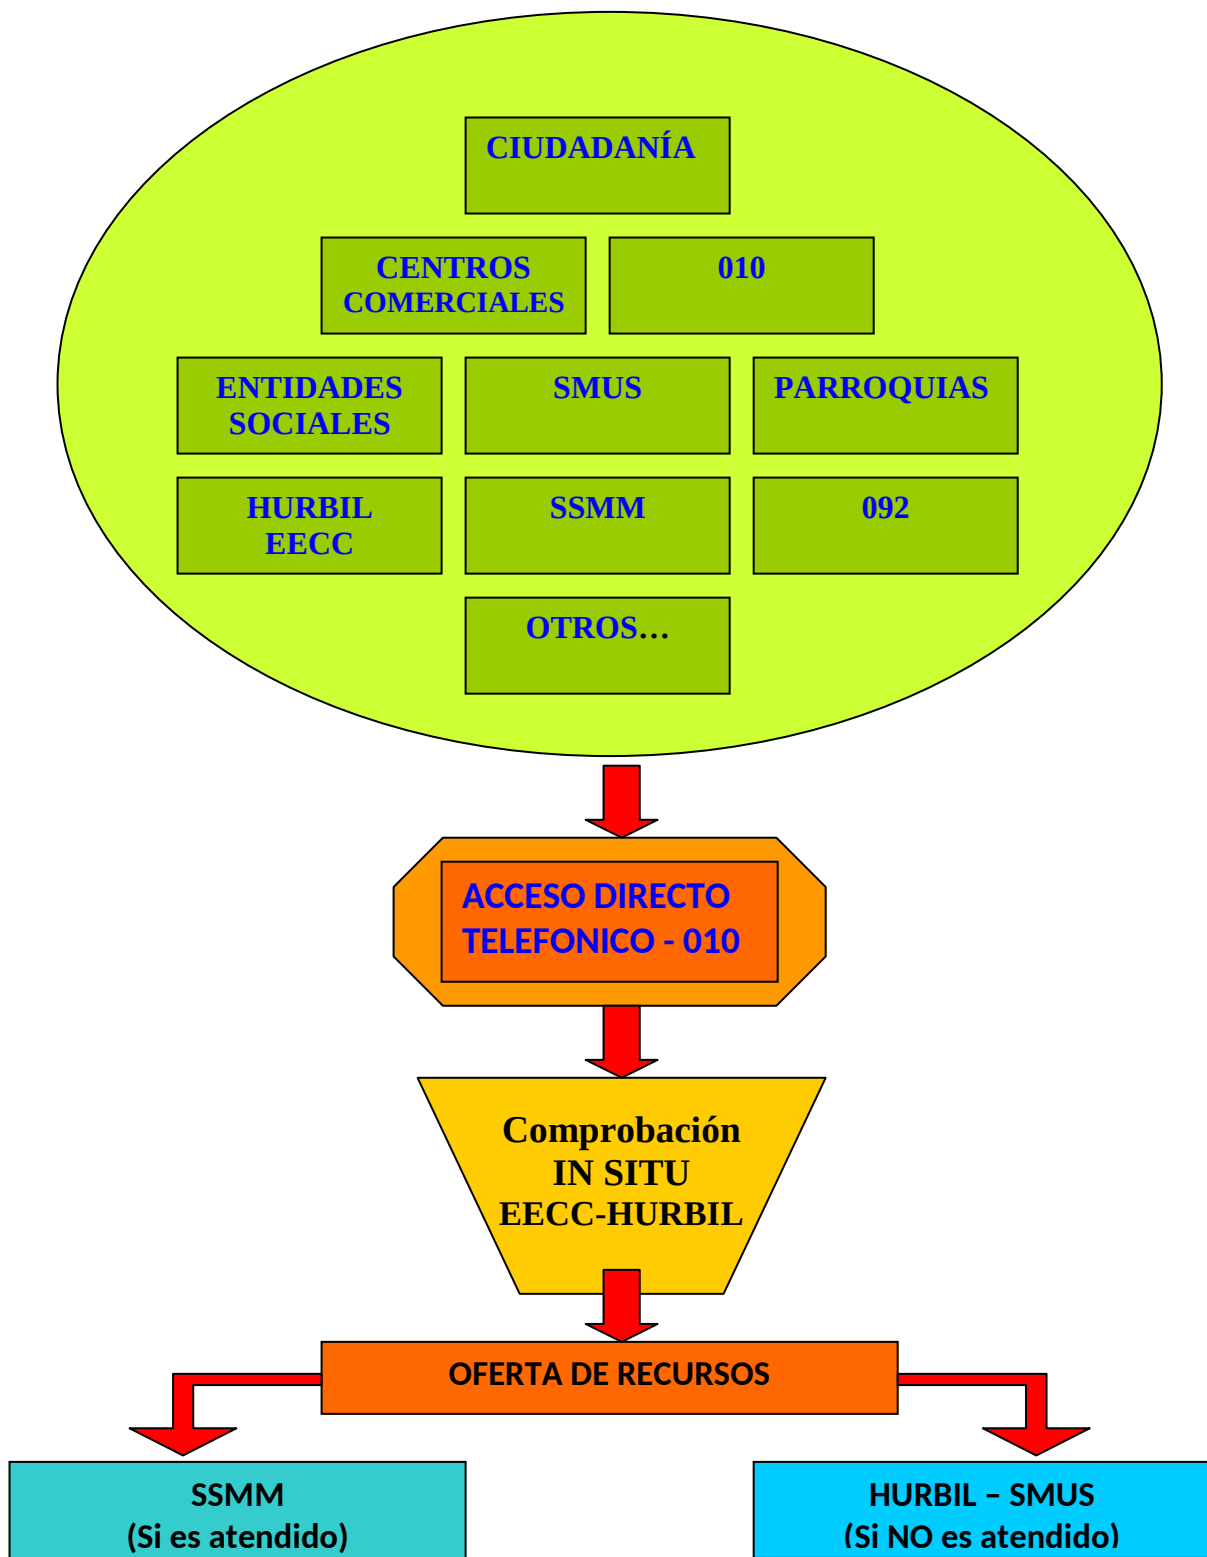 CIUDADANÍA
CENTROS
COMERCIALES
010
ENTIDADES
SOCIALES
SMUS
PARROQUIAS
HURBIL
EECC
SSMM
092
OTROS…
ACCESO DIRECTO
TELEFONICO - 010
Comprobación
IN SITU
EECC-HURBIL
OFERTA DE RECURSOS
SSMM
(Si es atendido)
HURBIL – SMUS
(Si NO es atendido)